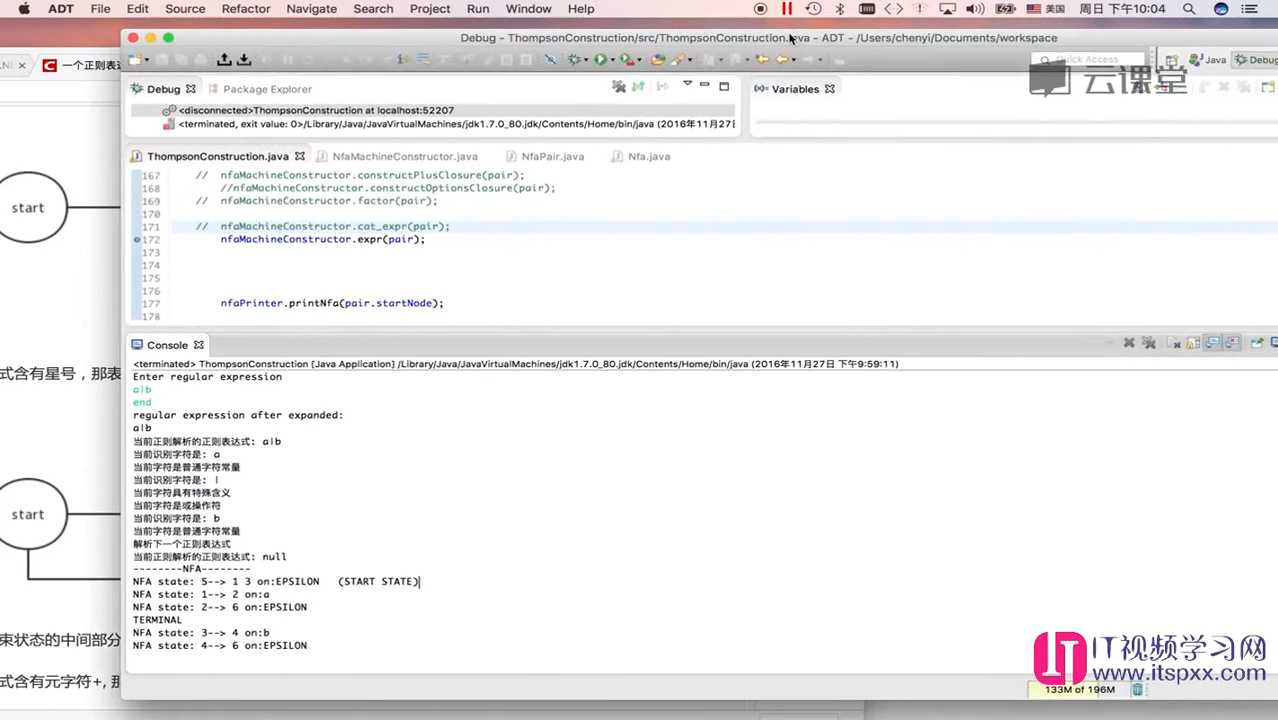 ADT File Edit Source Refactor Navigate Search Project Run Window Help 美国 周日 下午10:04
Debug - ThompsonConstruction/src/ThompsonConstruction.java - ADT - /Users/chenyi/Documents/workspace
一个正则表达
Quick Access Java Debug
云课堂
Debug Package Explorer Variables
<disconnected>ThompsonConstruction at localhost:52207
<terminated, exit value: 0>/Library/Java/JavaVirtualMachines/jdk1.7.0_80.jdk/Contents/Home/bin/java (2016年11月27日
ThompsonConstruction.java NfaMachineConstructor.java NfaPair.java Nfa.java
167 // nfaMachineConstructor.constructPlusClosure(pair);
168 //nfaMachineConstructor.constructOptionsClosure(pair);
169 // nfaMachineConstructor.factor(pair);
170
171 // nfaMachineConstructor.cat_expr(pair);
172 nfaMachineConstructor.expr(pair);
173
174
175
176
177 nfaPrinter.printNfa(pair.startNode);
178
start
式含有星号，那表
start
束状态的中间部分
式含有元字符+, 那
Console
<terminated> ThompsonConstruction [Java Application] /Library/Java/JavaVirtualMachines/jdk1.7.0_80.jdk/Contents/Home/bin/java (2016年11月27日 下午9:59:11)
Enter regular expression
a|b
end
regular expression after expanded:
a|b
当前正则解析的正则表达式: a|b
当前识别字符是: a
当前字符是普通字符常量
当前识别字符是: |
当前字符具有特殊含义
当前字符是或操作符
当前识别字符是: b
当前字符是普通字符常量
解析下一个正则表达式
当前正则解析的正则表达式: null
--------NFA--------
NFA state: 5--> 1 3 on:EPSILON (START STATE)
NFA state: 1--> 2 on:a
NFA state: 2--> 6 on:EPSILON
TERMINAL
NFA state: 3--> 4 on:b
NFA state: 4--> 6 on:EPSILON
IT视频学习网
www.itspxx.com
133M of 196M